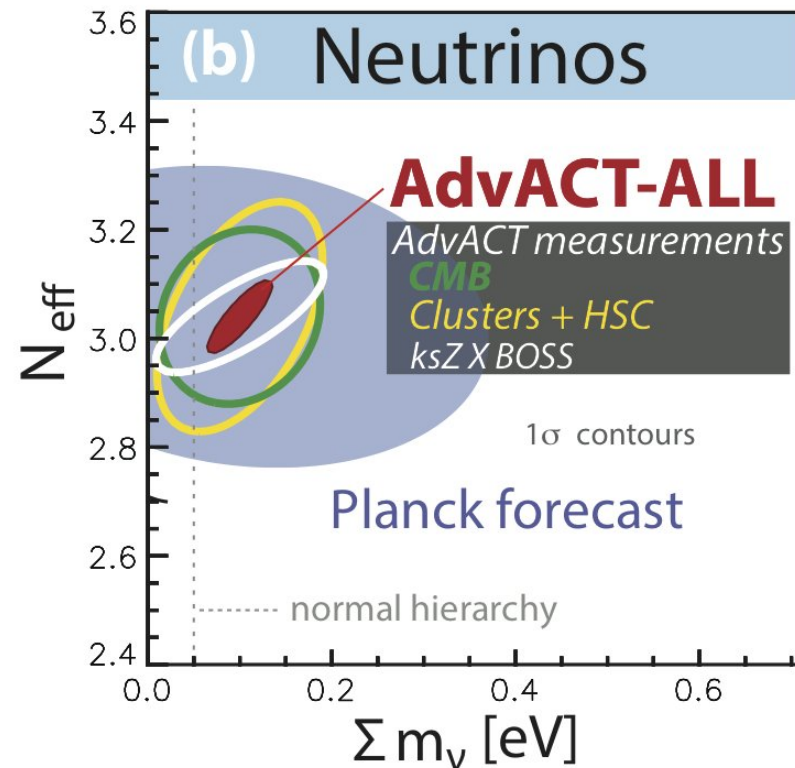 (b) Neutrinos
AdvACT-ALL
AdvACT measurements
CMB
Clusters + HSC
ksZ X BOSS
1σ contours
Planck forecast
normal hierarchy
N eff
3.6
3.4
3.2
3.0
2.8
2.6
2.4
0.0 0.2 0.4 0.6
Σ mν [eV]